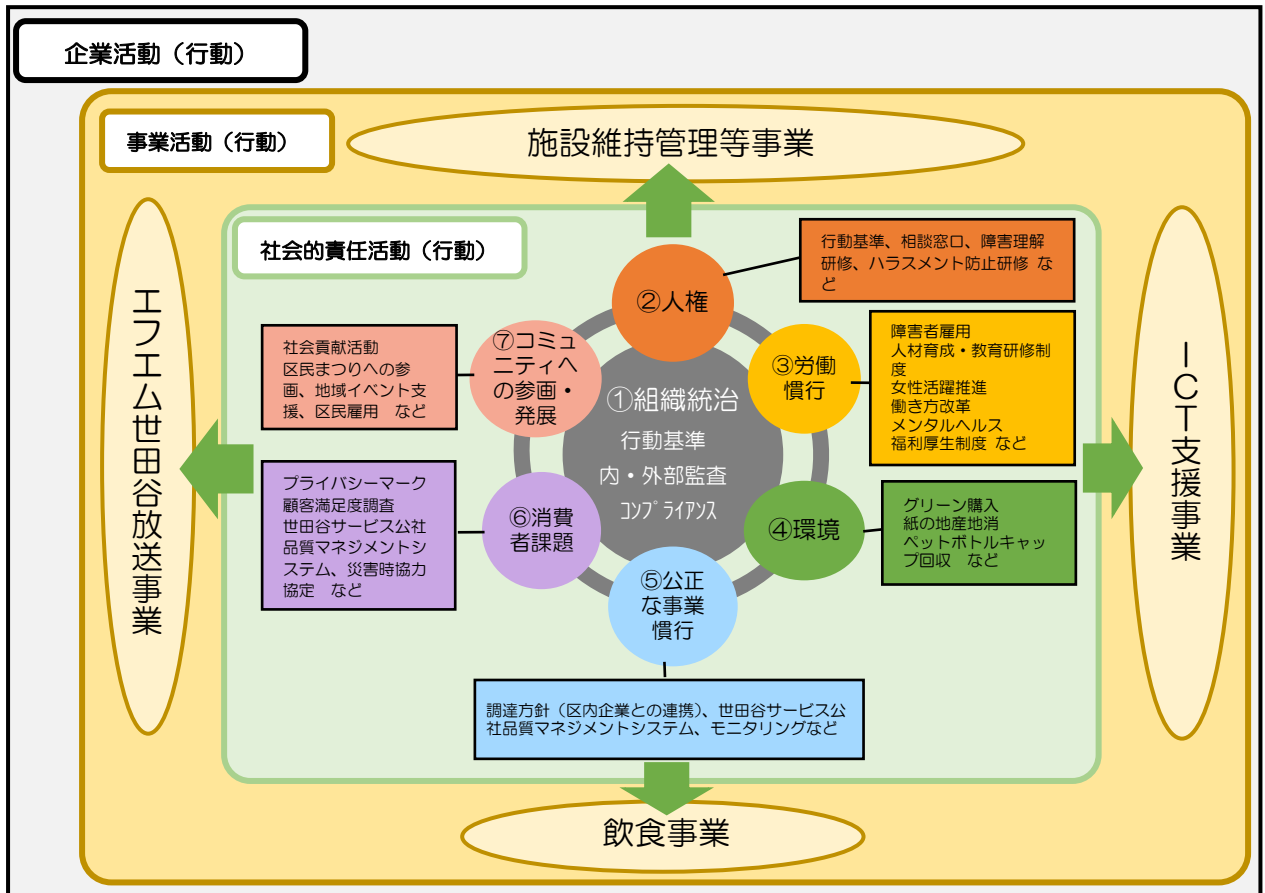 企業活動（行動）
事業活動（行動）
施設維持管理等事業
社会的責任活動（行動）
エフエム世田谷放送事業
ＩＣＴ支援事業
飲食事業
①組織統治
行動基準
内・外部監査
ｺﾝﾌﾟﾗｲｱﾝｽ
②人権
行動基準、相談窓口、障害理解
研修、ハラスメント防止研修 な
ど
③労働
慣行
障害者雇用
人材育成・教育研修制
度
女性活躍推進
働き方改革
メンタルヘルス
福利厚生制度 など
④環境
グリーン購入
紙の地産地消
ペットボトルキャッ
プ回収　など
⑤公正
な事業
慣行
調達方針（区内企業との連携）、世田谷サービス公
社品質マネジメントシステム、モニタリングなど
⑥消費
者課題
プライバシーマーク
顧客満足度調査
世田谷サービス公社
品質マネジメントシ
ステム、災害時協力
協定　など
⑦コミュ
ニティへ
の参画・
発展
社会貢献活動
区民まつりへの参
画、地域イベント支
援、区民雇用　など